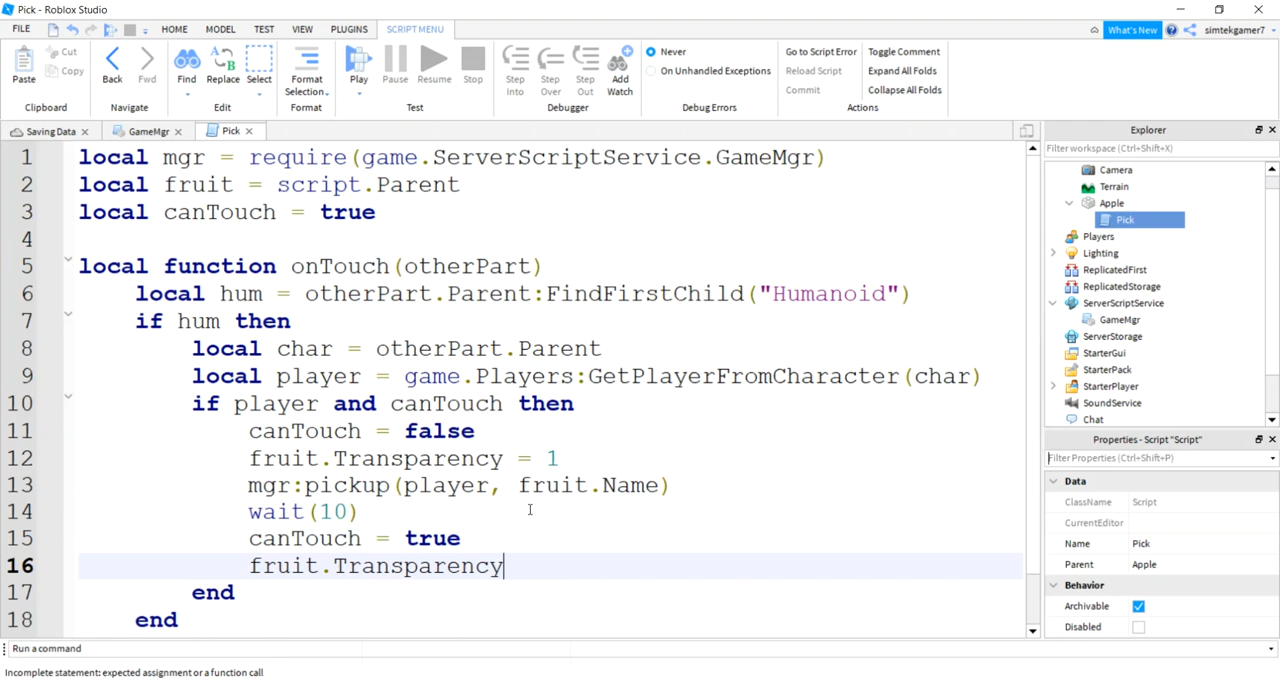 Pick - Roblox Studio
FILE HOME MODEL TEST VIEW PLUGINS SCRIPT MENU What's New simtekgamer7
Paste Cut Copy
Clipboard
Back Fwd
Navigate
Find Replace Select
Edit
Format Selection
Format
Play Pause Resume Stop
Test
Step Into Step Over Step Out Add Watch
Debugger
Never
On Unhandled Exceptions
Debug Errors
Go to Script Error Toggle Comment
Reload Script Expand All Folds
Commit Collapse All Folds
Actions
Saving Data GameMgr Pick
1 local mgr = require(game.ServerScriptService.GameMgr)
2 local fruit = script.Parent
3 local canTouch = true
4
5 local function onTouch(otherPart)
6 local hum = otherPart.Parent:FindFirstChild("Humanoid")
7 if hum then
8 local char = otherPart.Parent
9 local player = game.Players:GetPlayerFromCharacter(char)
10 if player and canTouch then
11 canTouch = false
12 fruit.Transparency = 1
13 mgr:pickup(player, fruit.Name)
14 wait(10)
15 canTouch = true
16 fruit.Transparency
17 end
18 end
Explorer
Filter workspace (Ctrl+Shift+X)
Camera
Terrain
Apple
Pick
Players
Lighting
ReplicatedFirst
ReplicatedStorage
ServerScriptService
GameMgr
ServerStorage
StarterGui
StarterPack
StarterPlayer
SoundService
Chat
Properties - Script "Script"
Filter Properties (Ctrl+Shift+P)
Data
ClassName Script
CurrentEditor
Name Pick
Parent Apple
Behavior
Archivable
Disabled
Run a command
Incomplete statement: expected assignment or a function call